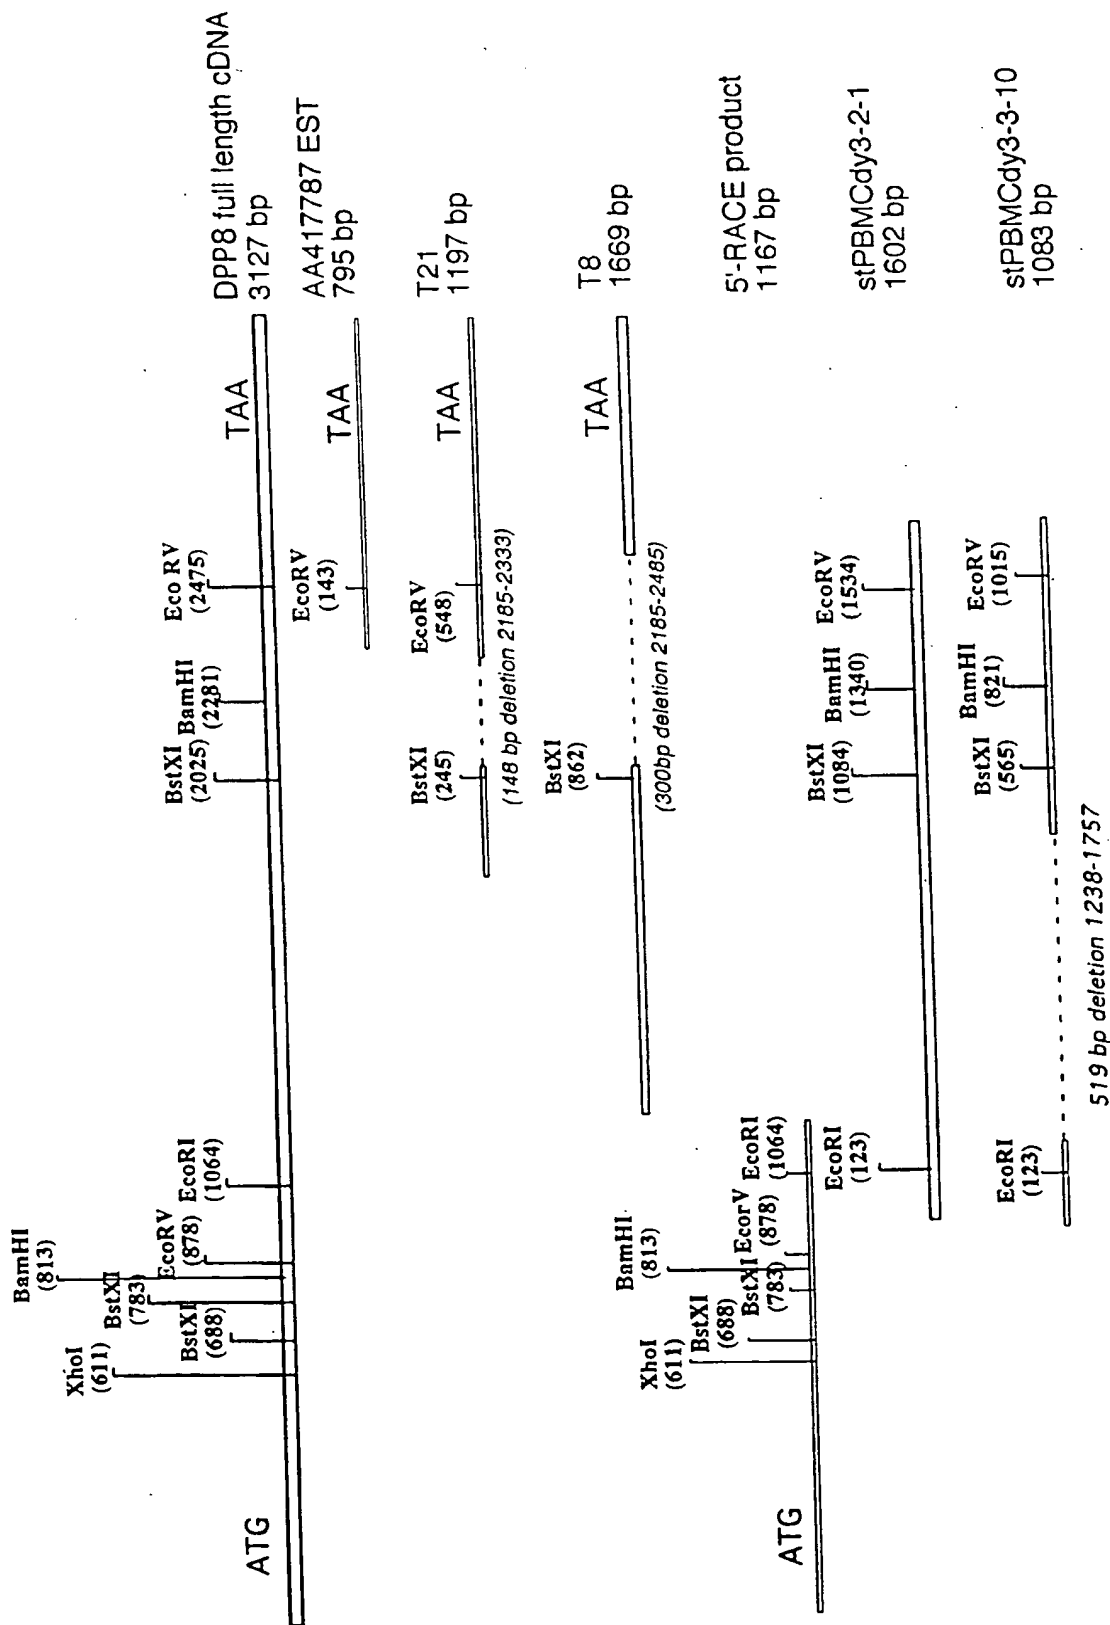 DPP8 full length cDNA
3127 bp
XhoI
(611)
BstXI
(688)
BstXI
(783)
BamHI
(813)
EcoRV
(878)
EcoRI
(1064)
BstXI
(2025)
BamHI
(2281)
Eco RV
(2475)
ATG
TAA
AA417787 EST
795 bp
EcoRV
(143)
TAA
T21
1197 bp
BstXI
(245)
EcoRV
(548)
TAA
(148 bp deletion 2185-2333)
T8
1669 bp
BstXI
(862)
TAA
(300bp deletion 2185-2485)
5'-RACE product
1167 bp
XhoI
(611)
BstXI
(688)
BstXI
(783)
BamHI
(813)
EcorV
(878)
EcoRI
(1064)
ATG
stPBMCdy3-2-1
1602 bp
EcoRI
(123)
BstXI
(1084)
BamHI
(1340)
EcoRV
(1534)
stPBMCdy3-3-10
1083 bp
EcoRI
(123)
BstXI
(565)
BamHI
(821)
EcoRV
(1015)
519 bp deletion 1238-1757